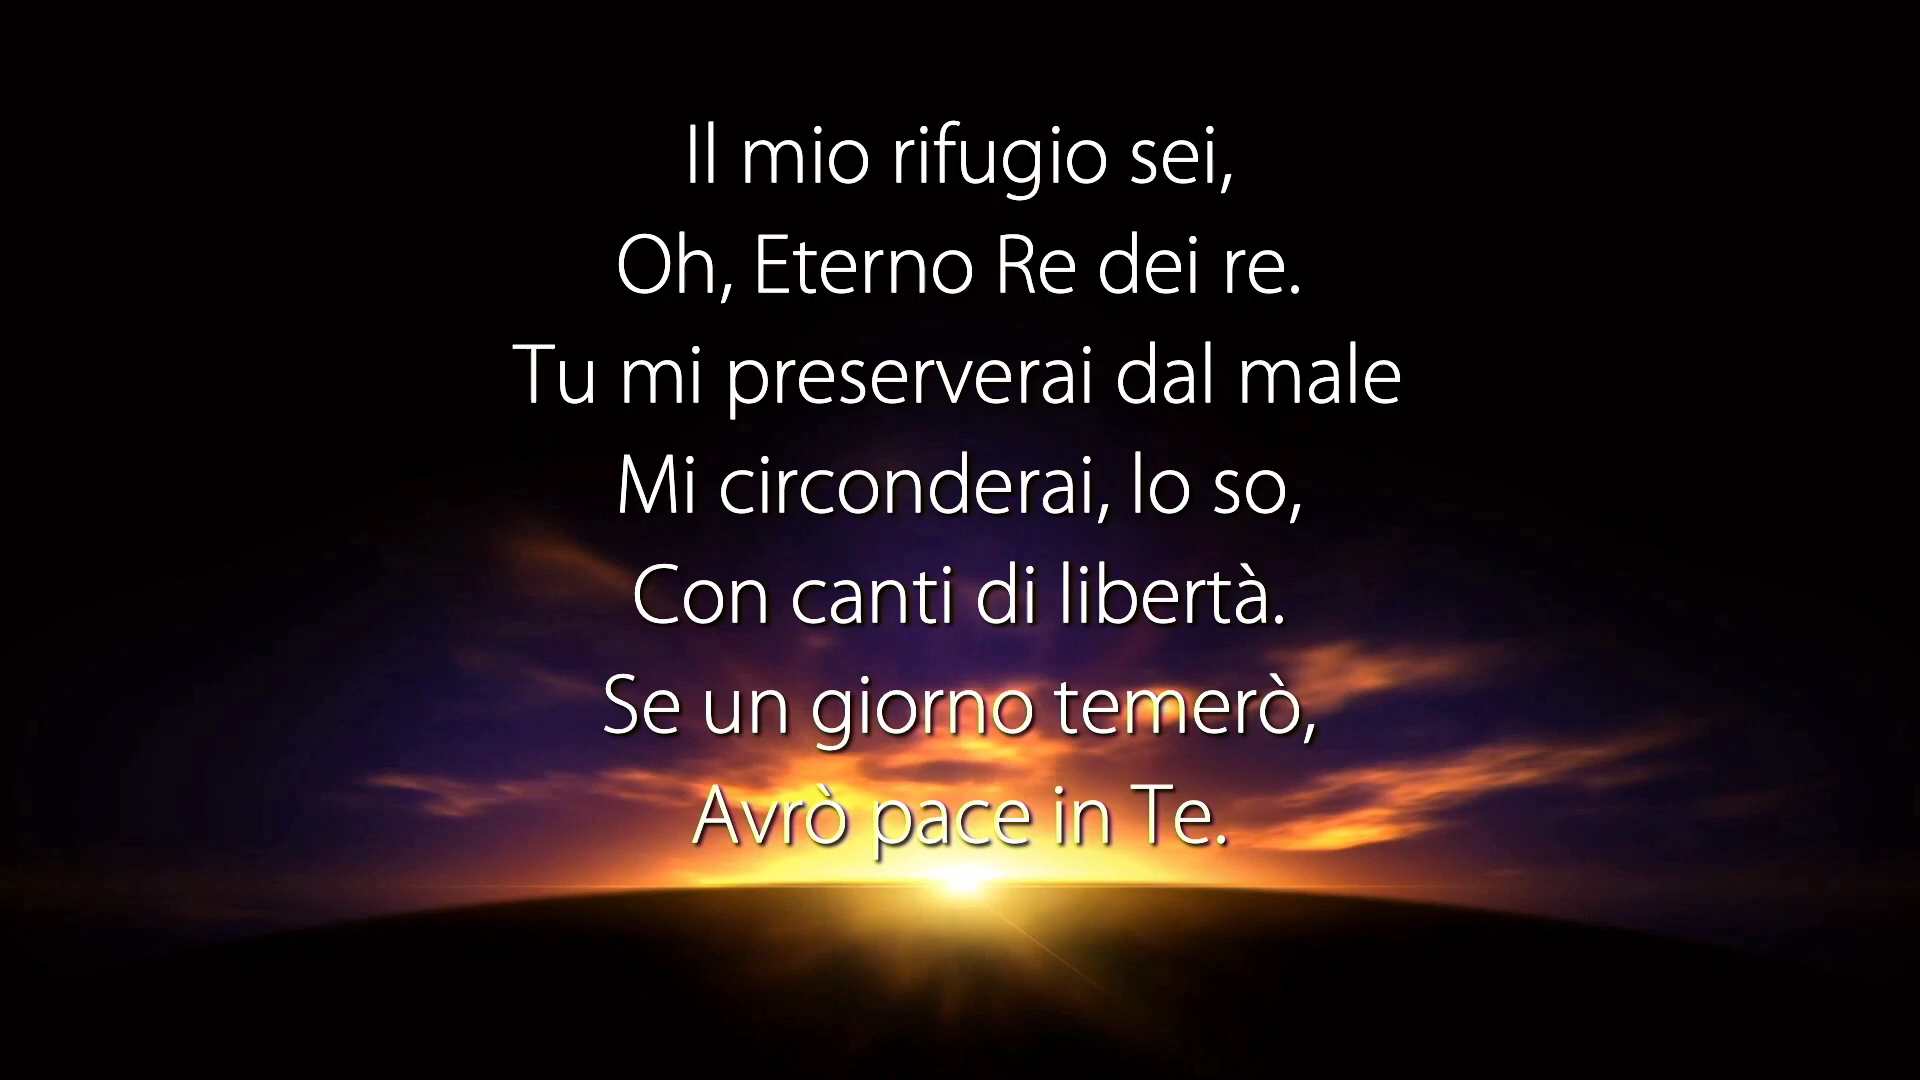 Il mio rifugio sei,
Oh, Eterno Re dei re.
Tu mi preserverai dal male
Mi circonderai, lo so,
Con canti di libertà.
Se un giorno temerò,
Avrò pace in Te.